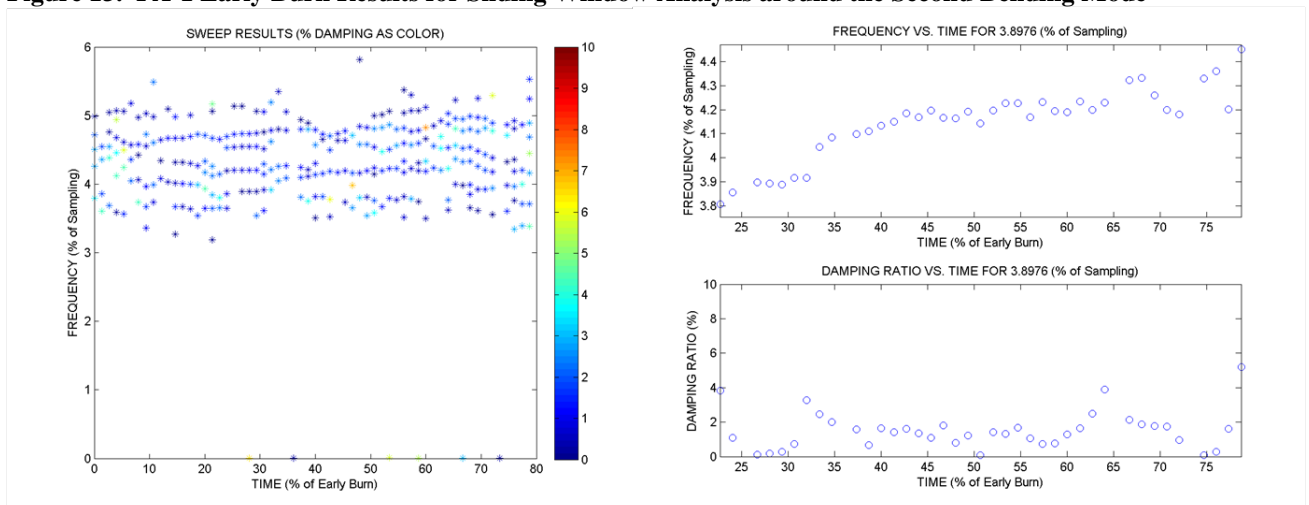 SWEEP RESULTS (% DAMPING AS COLOR)
FREQUENCY (% of Sampling)
6
5
4
3
2
1
0
0 10 20 30 40 50 60 70 80
TIME (% of Early Burn)
10
9
8
7
6
5
4
3
2
1
0
FREQUENCY VS. TIME FOR 3.8976 (% of Sampling)
FREQUENCY (% of Sampling)
4.4
4.3
4.2
4.1
4
3.9
3.8
25 30 35 40 45 50 55 60 65 70 75
TIME (% of Early Burn)
DAMPING RATIO VS. TIME FOR 3.8976 (% of Sampling)
DAMPING RATIO (%)
10
8
6
4
2
0
25 30 35 40 45 50 55 60 65 70 75
TIME (% of Early Burn)